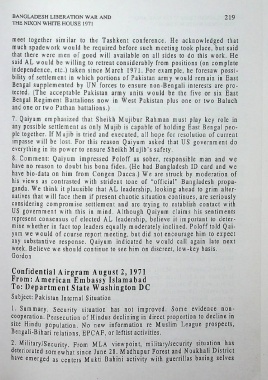 BANGLADESH LIBERATION WAR AND
THE NIXON WHITE HOUSE 1971
219
meet together similar to the Tashkent conference. He acknowledged that
much spadework would be required before such meeting took place, but said
that there were men of good will available on all sides to do this work. He
said AL would be willing to retreat considerably from positions (on complete
independence, etc.) taken since March 1971. For example, he foresaw possi-
bility of settlement in which portions of Pakistan army would remain in East
Bengal supplemented by UN forces to ensure non-Bengali interests are pro-
tected. (The acceptable Pakistan army units would be the five or six East
Bengal Regiment Battalions now in West Pakistan plus one or two Baluch
and one or two Pathan battalions.)
7. Qaiyum emphasized that Sheikh Mujibur Rahman must play key role in
any possible settlement as only Mujib is capable of holding East Bengal peo-
ple together. If Majib is tried and executed, all hope for resolution of current
impasse will be lost. For this reason Qaiyum asked that US government do
everything in its power to ensure Sheikh Mujib's safety.
8. Comment: Qaiyum impressed Poloff as sober, responsible man and we
have no reason to doubt his bona fides. (He had Bangladesh ID card and we
have bio-data on him from Congen Dacca.) We are struck by moderation of
his views as contrasted with strident tone of "official" Bangladesh propa-
ganda. We think it plausible that AL leadership, looking ahead to grim alter-
natives that will face them if present chaotic situation continues, are seriously
considering compromise settlement and are trying to establish contact with
US government with this in mind. Although Qaiyum claims his sentiments
represent consensus of elected AL leadership, believe it important to deter-
mine whether in fact top leaders equally moderately inclined. Poloff told Qai-
yum we would of course report meeting, but did not encourage him to expect
any substantive response. Qaiyum indicated he would call again late next
week. Believe we should continue to see him on discreet, low-key basis.
Gordon
Confidential Airgram August 2, 1971
From: American Embassy Islamabad
To: Department State Washington DC
Subject: Pakistan Internal Situation
1. Summary. Security situation has not improved. Some evidence non-
cooperation. Persecution of Hindus declining in direct proportion to decline in
site Hindu population. No new information re Muslim League prospects,
Bengali-Bihari relations, EPCAF, or leftist activities.
2. Military/Security. From MLA viewpoint, military/security situation has
deteriorated somewhat since June 28. Madhupur Forest and Noakhali District
have emerged as centers Mukti Bahini activity with guerillas basing selves